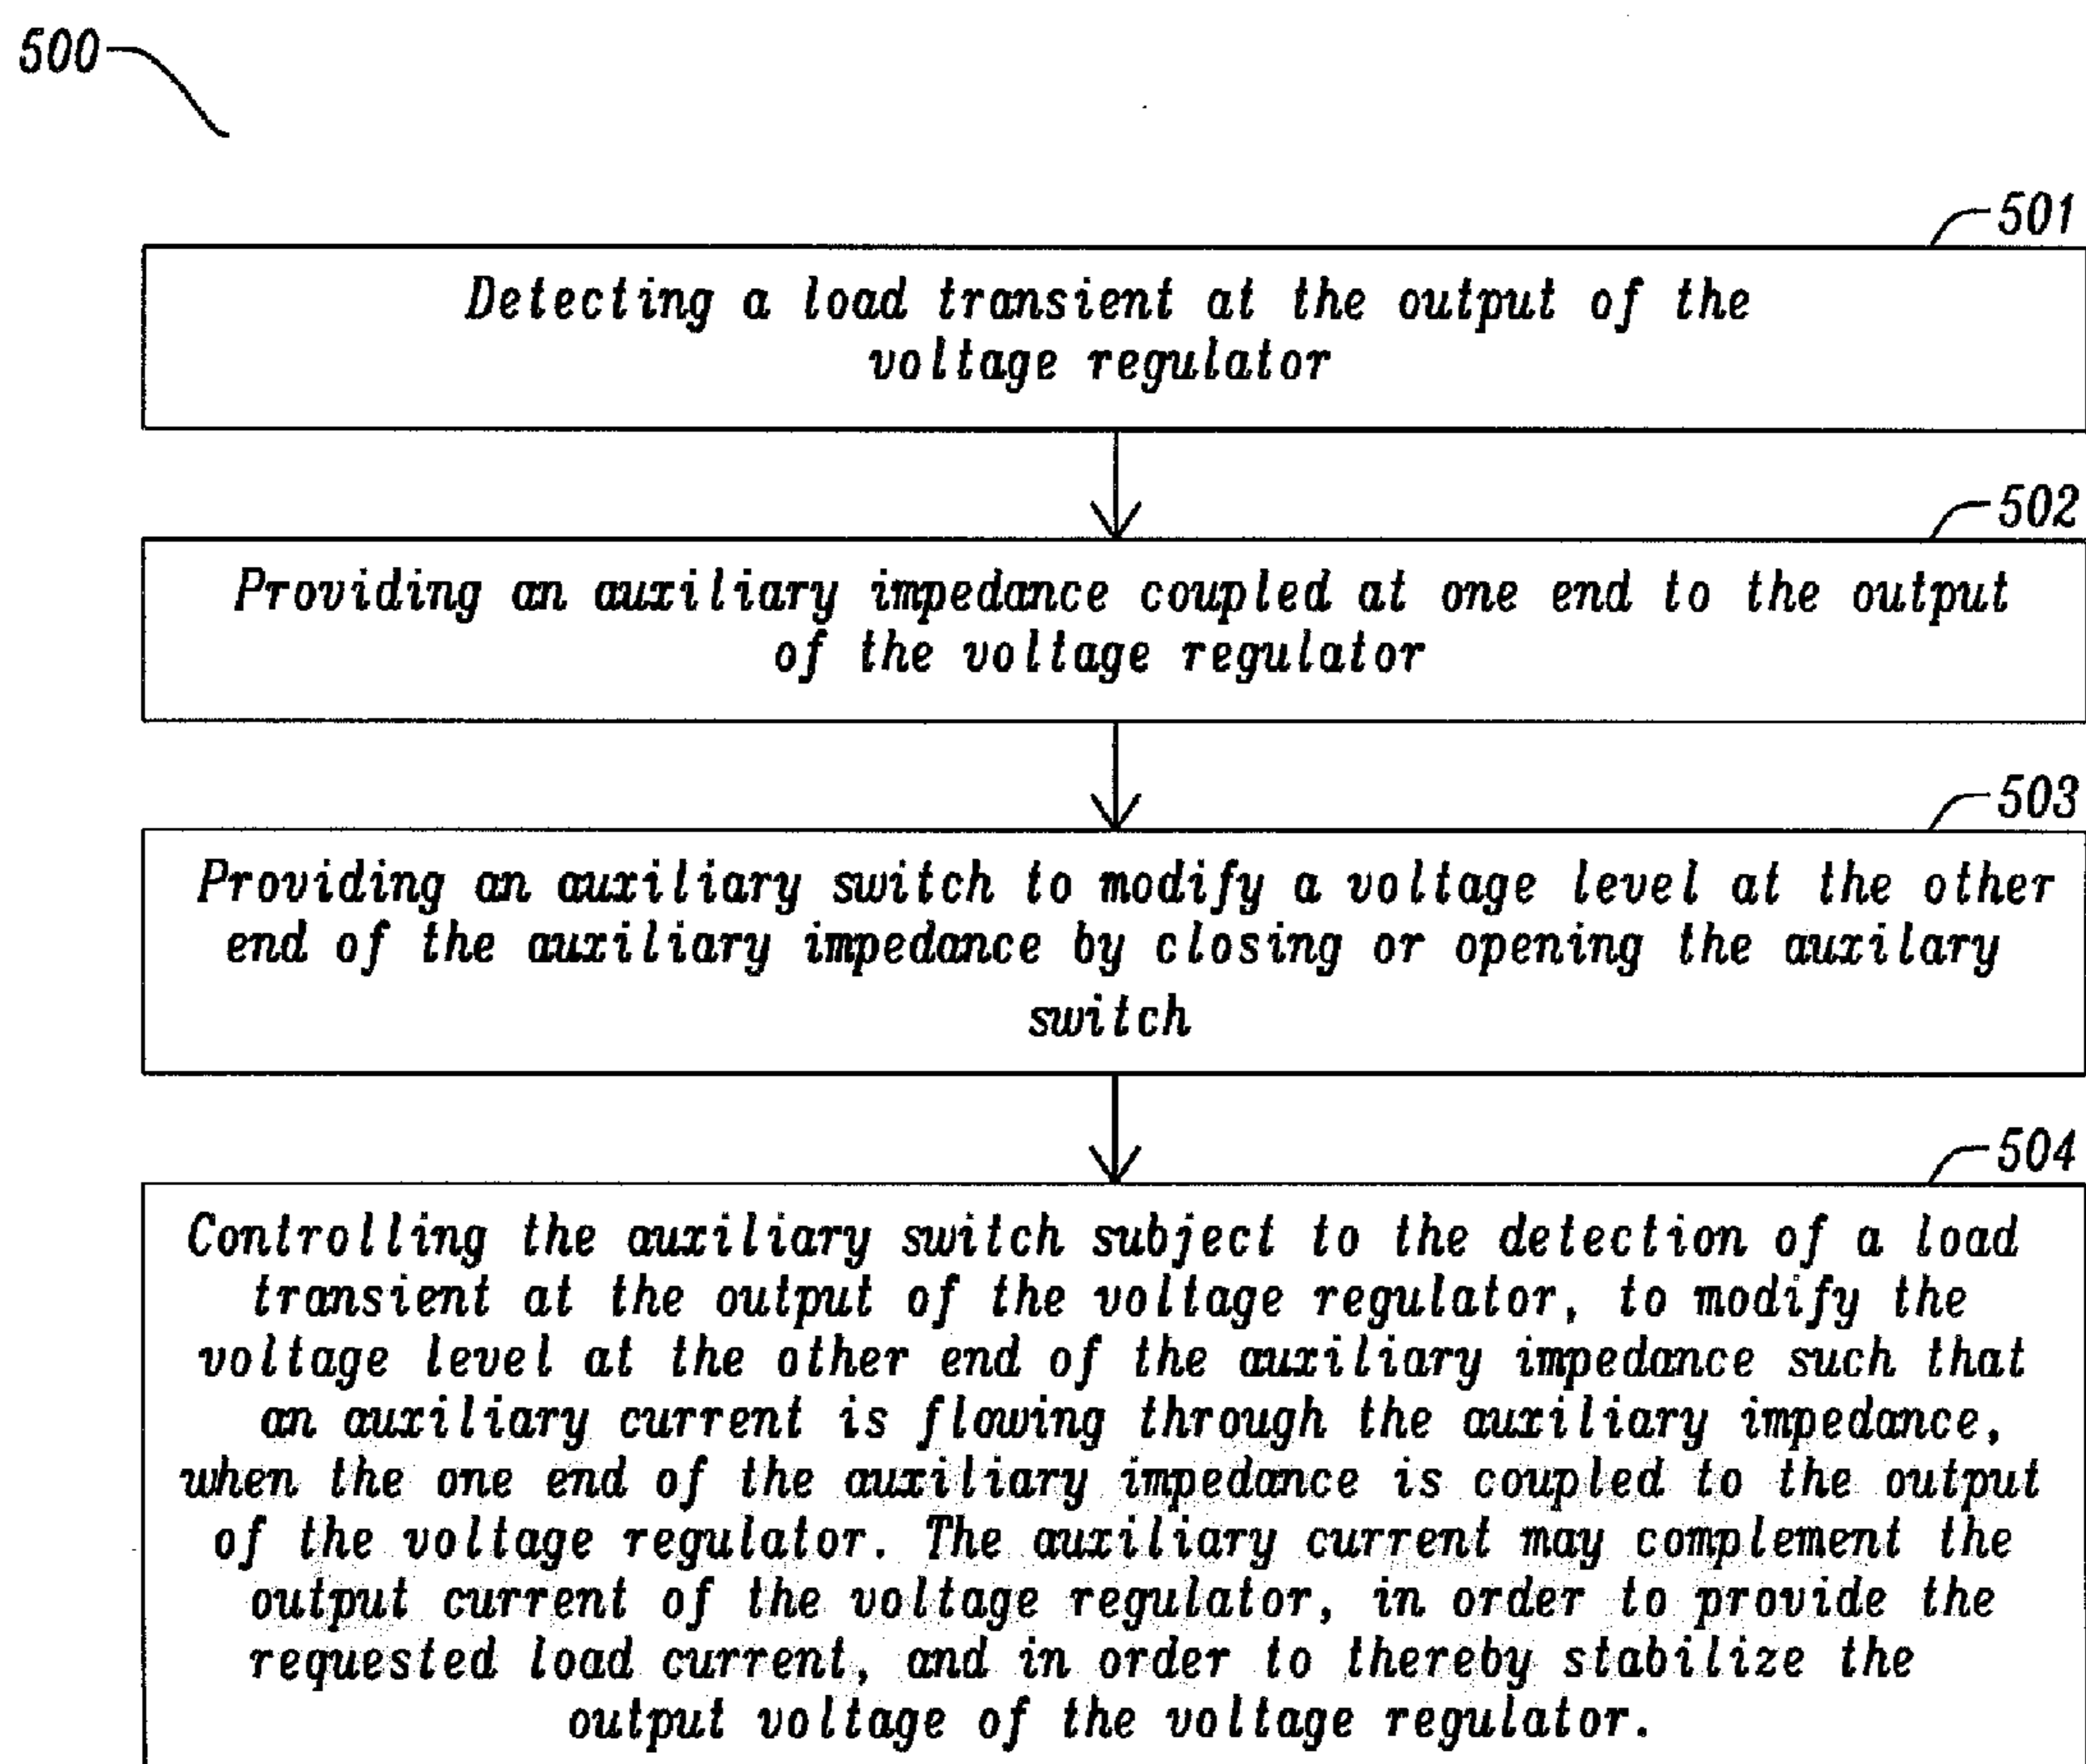 500
501
Detecting a load transient at the output of the
voltage regulator
502
Providing an auxiliary impedance coupled at one end to the output
of the voltage regulator
503
Providing an auxiliary switch to modify a voltage level at the other
end of the auxiliary impedance by closing or opening the auxilary
switch
504
Controlling the auxiliary switch subject to the detection of a load
transient at the output of the voltage regulator, to modify the
voltage level at the other end of the auxiliary impedance such that
an auxiliary current is flowing through the auxiliary impedance,
when the one end of the auxiliary impedance is coupled to the output
of the voltage regulator. The auxiliary current may complement the
output current of the voltage regulator, in order to provide the
requested load current, and in order to thereby stabilize the
output voltage of the voltage regulator.